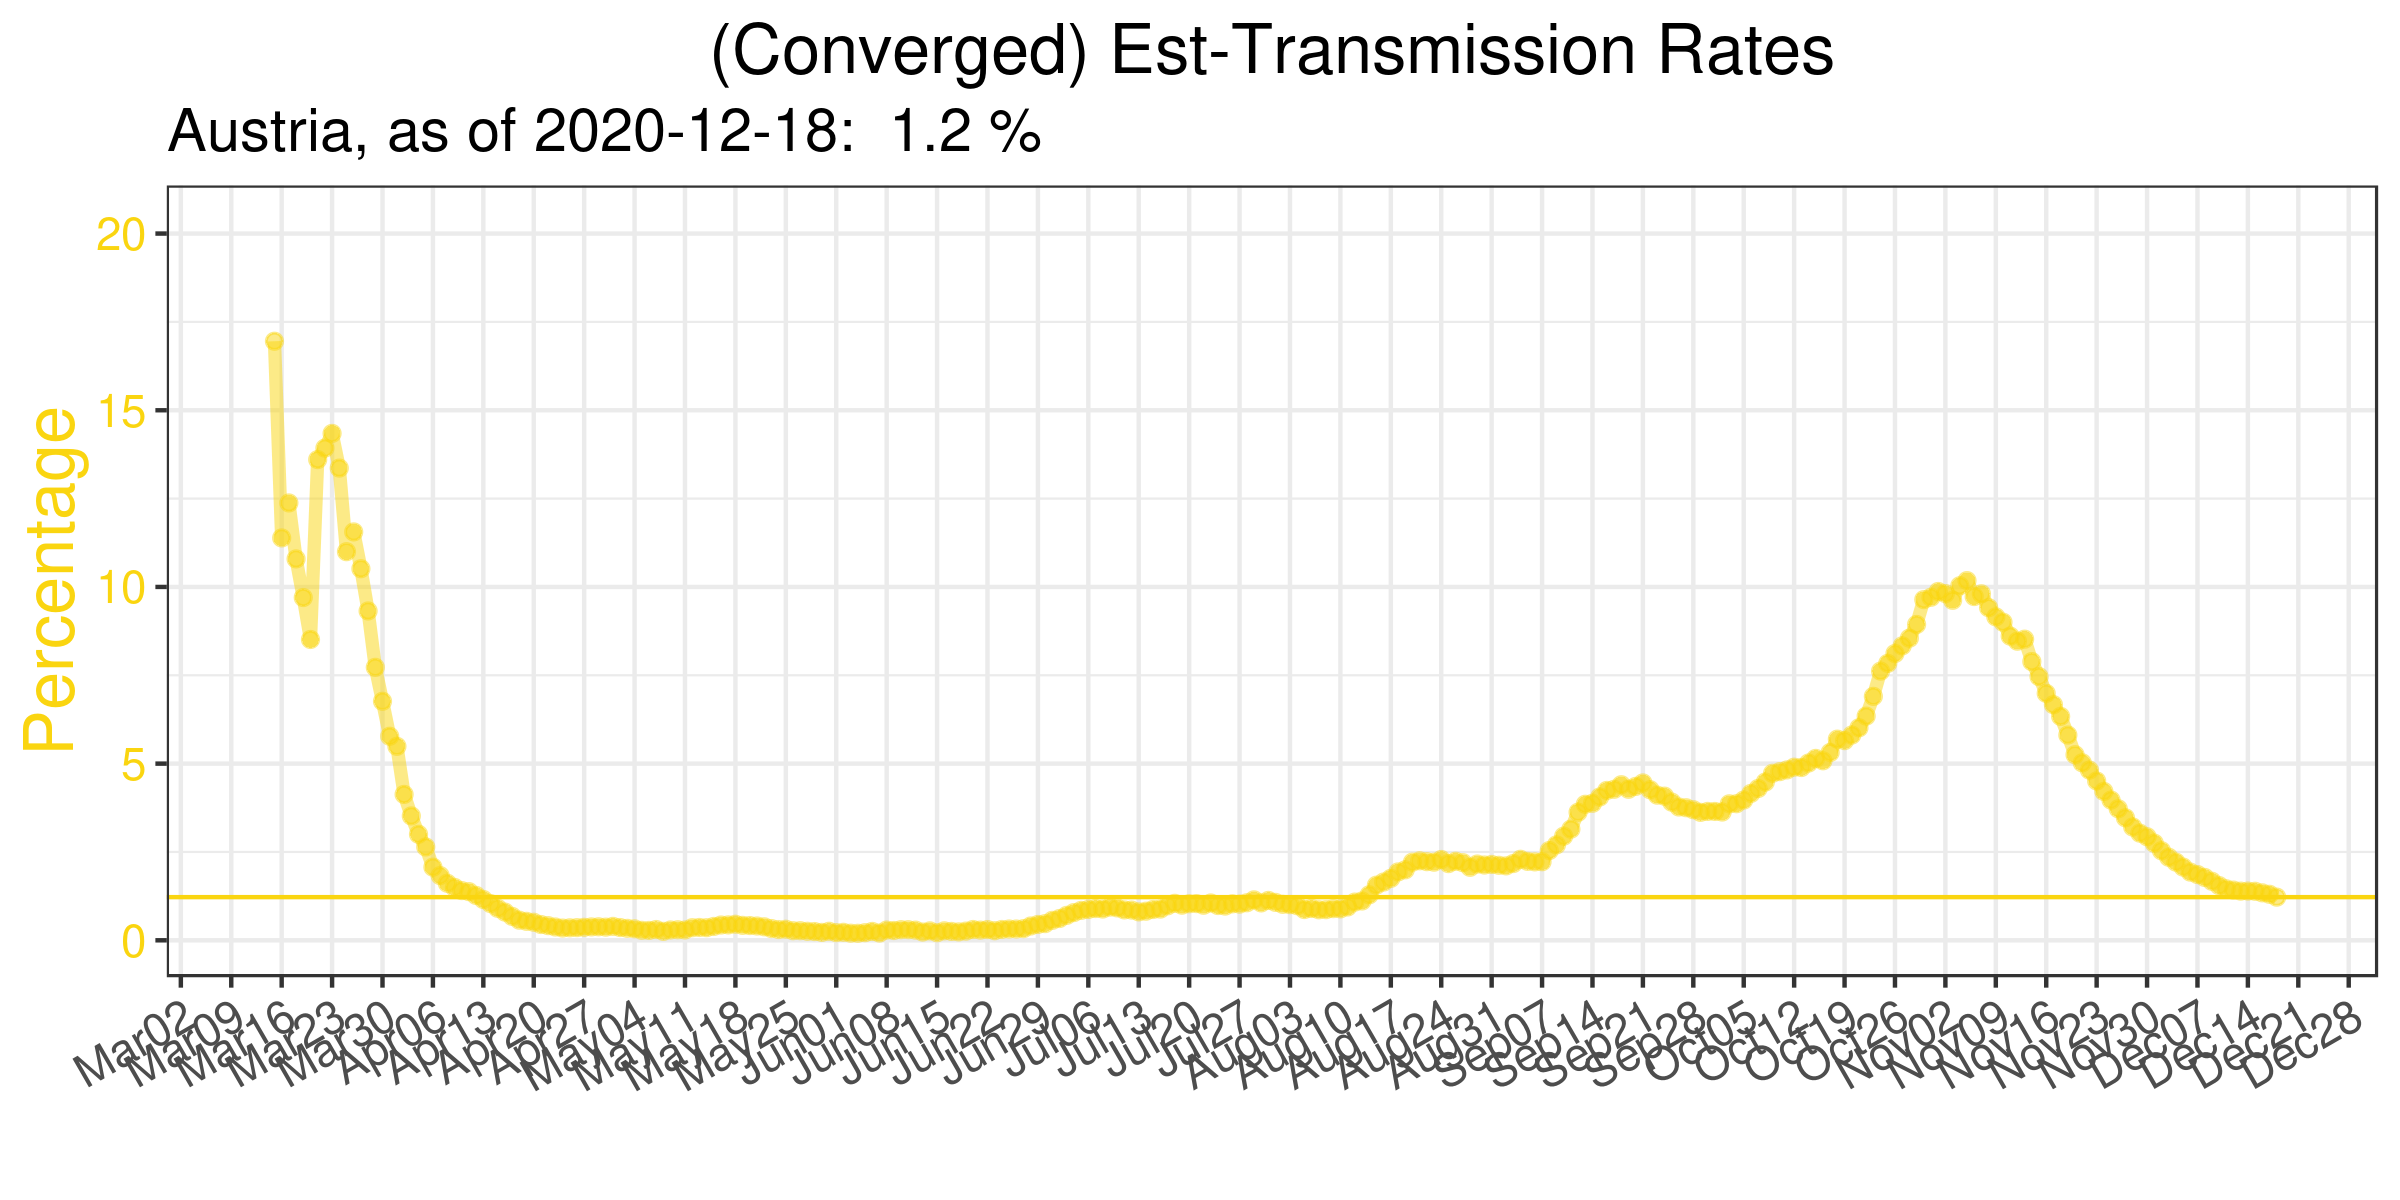 (Converged) Est-Transmission Rates
Austria, as of 2020-12-18:  1.2 %
Percentage
20
15
10
5
0
Mar02
Mar09
Mar16
Mar23
Mar30
Apr06
Apr13
Apr20
Apr27
May04
May11
May18
May25
Jun01
Jun08
Jun15
Jun22
Jun29
Jul06
Jul13
Jul20
Jul27
Aug03
Aug10
Aug17
Aug24
Aug31
Sep07
Sep14
Sep21
Sep28
Oct05
Oct12
Oct19
Oct26
Nov02
Nov09
Nov16
Nov23
Nov30
Dec07
Dec14
Dec21
Dec28